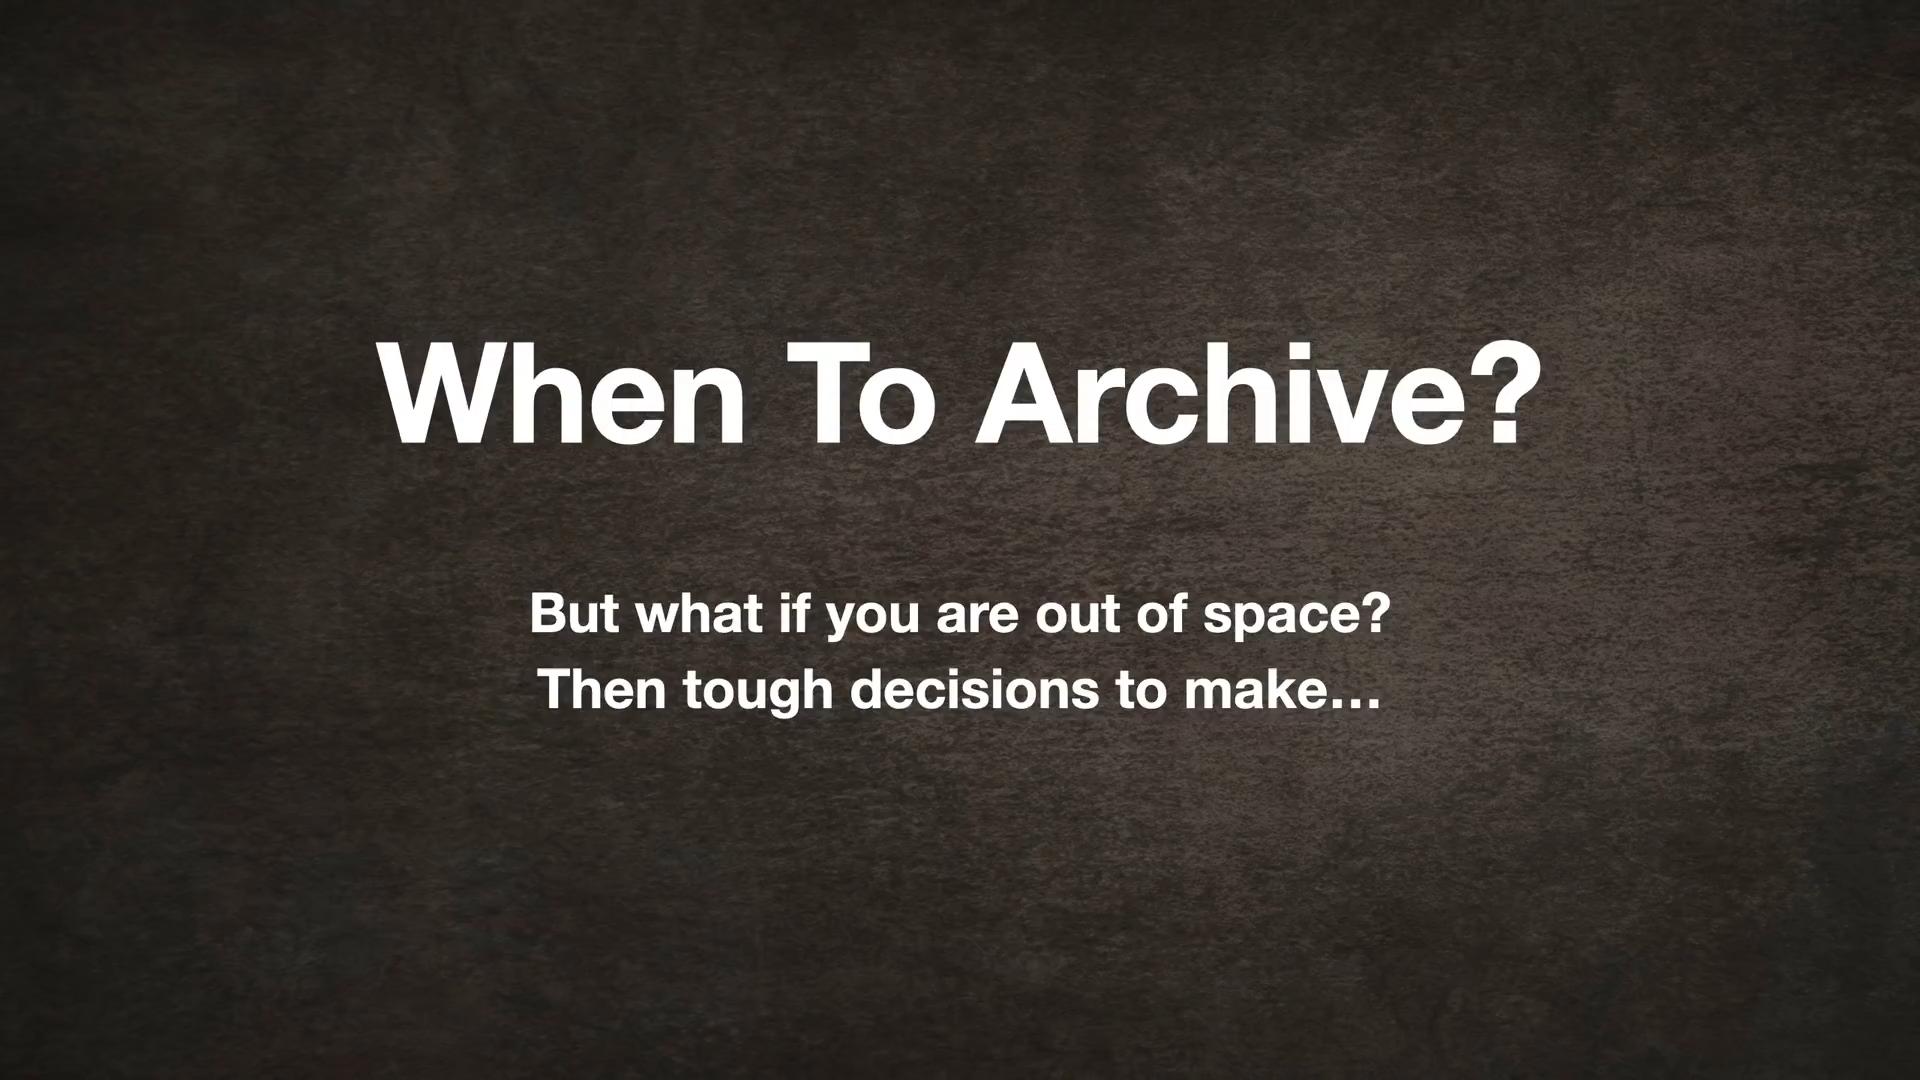 When To Archive?
But what if you are out of space?
Then tough decisions to make…